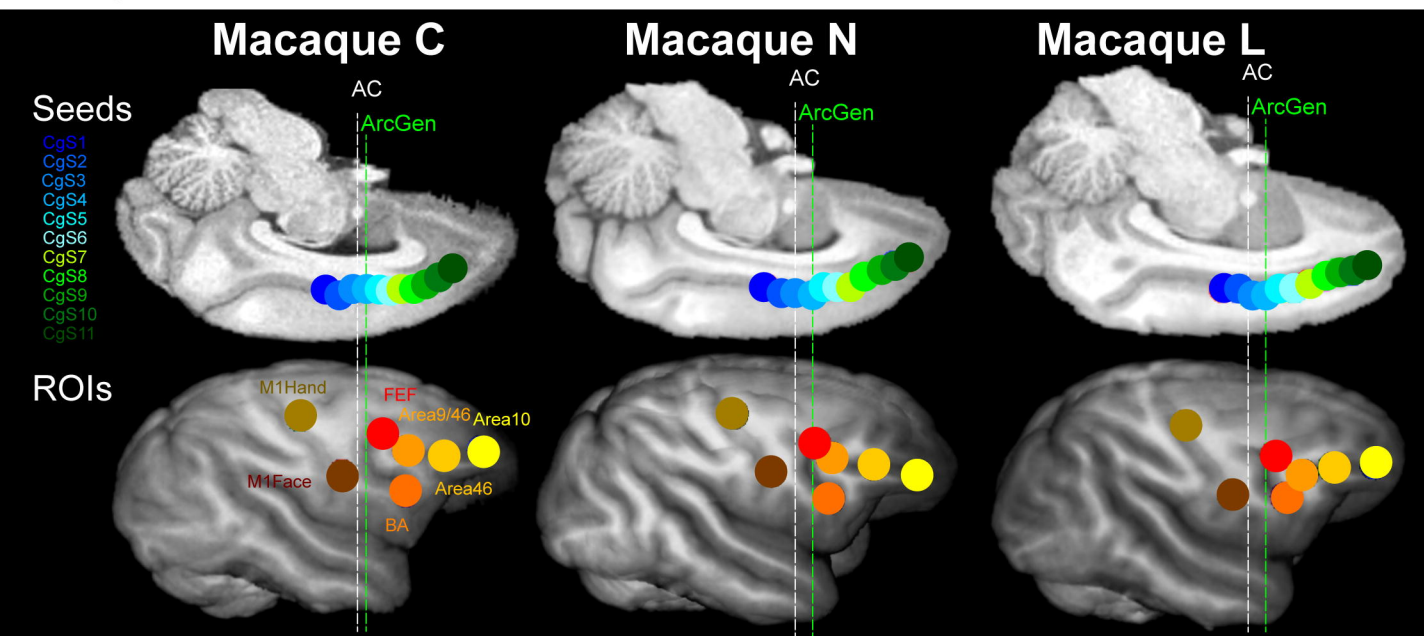 Macaque C
Macaque N
Macaque L
AC
AC
AC
Seeds
ArcGen
ArcGen
ArcGen
CgS1
CgS2
CgS3
CgS4
CgS5
CgS6
CgS7
CgS8
CgS9
CgS10
CgS11
ROIs
M1Hand
FEF
Area9/46
Area10
M1Face
Area46
BA